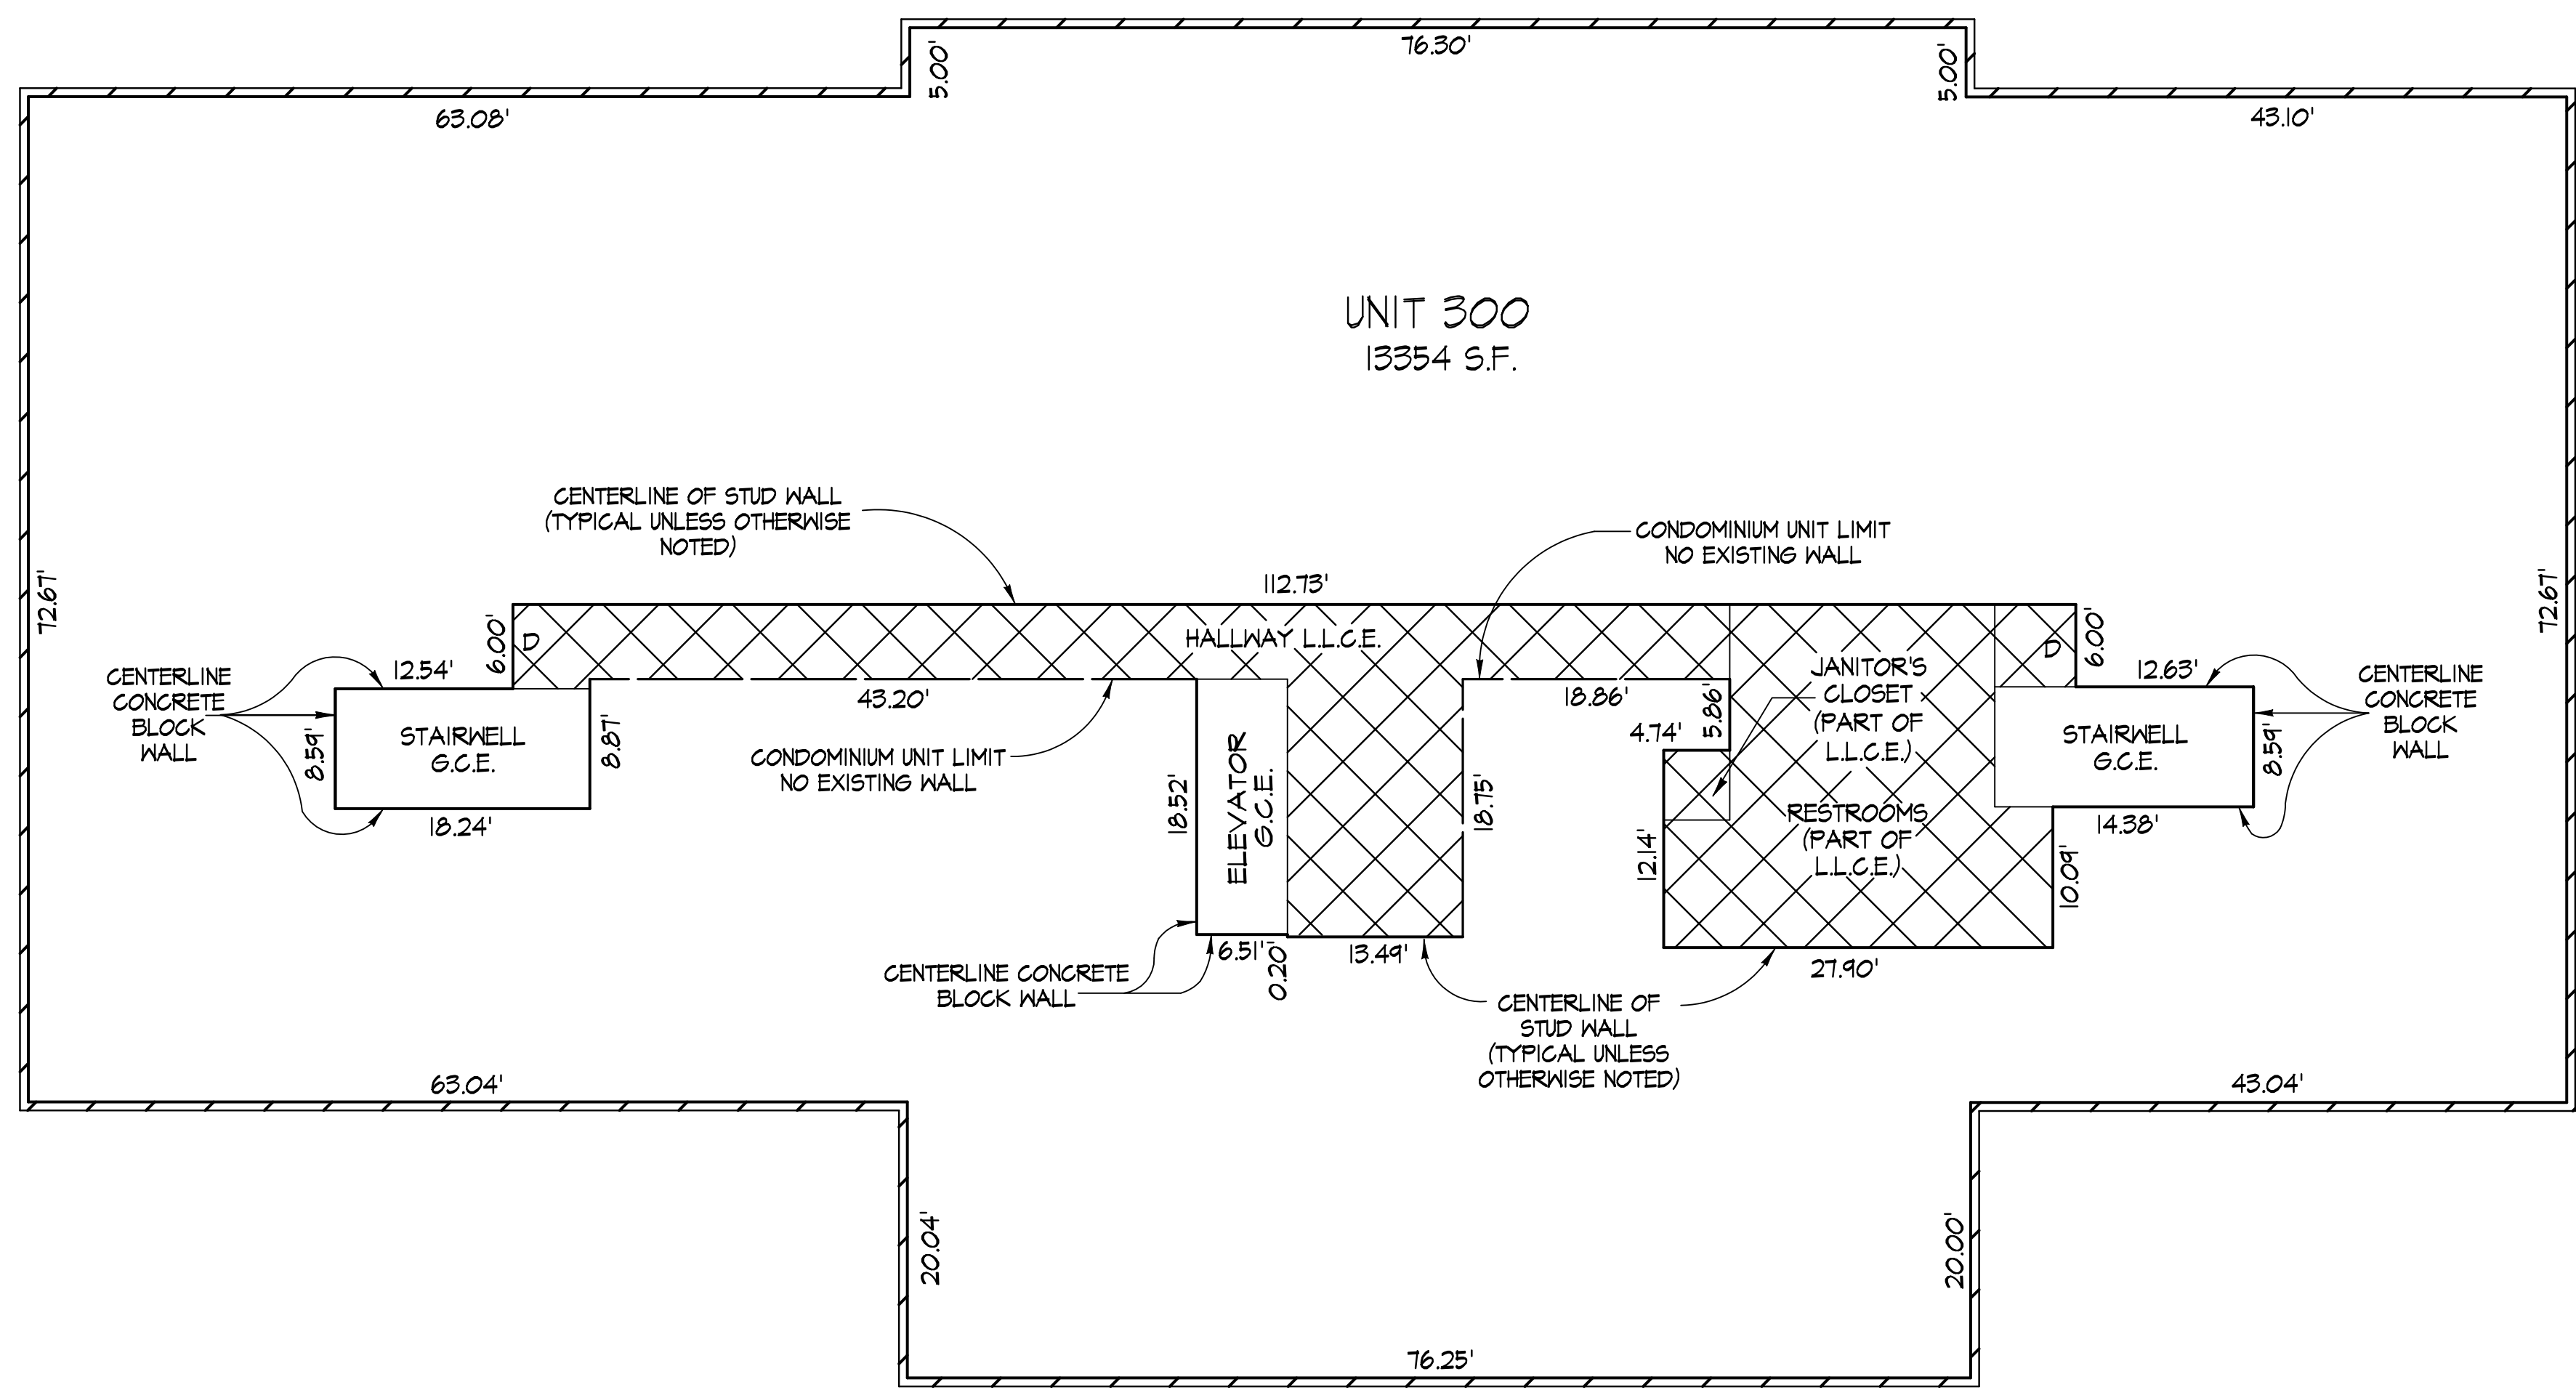 76.30'
5.00'
5.00'
63.08'
43.10'
UNIT 300
13354 S.F.
CENTERLINE OF STUD WALL
(TYPICAL UNLESS OTHERWISE
NOTED)
CONDOMINIUM UNIT LIMIT
NO EXISTING WALL
72.67'
112.73'
72.67'
6.00'
D
HALLWAY L.L.C.E.
D
6.00'
CENTERLINE
CONCRETE
BLOCK
WALL
12.54'
43.20'
18.86'
5.86'
JANITOR'S
CLOSET
(PART OF
L.L.C.E.)
12.63'
CENTERLINE
CONCRETE
BLOCK
WALL
8.59'
STAIRWELL
G.C.E.
8.87'
CONDOMINIUM UNIT LIMIT
NO EXISTING WALL
4.74'
STAIRWELL
G.C.E.
8.59'
18.24'
18.52'
ELEVATOR
G.C.E.
18.75'
12.14'
RESTROOMS
(PART OF
L.L.C.E.)
14.38'
10.09'
6.51'
0.20'
13.49'
27.90'
CENTERLINE CONCRETE
BLOCK WALL
CENTERLINE OF
STUD WALL
(TYPICAL UNLESS
OTHERWISE NOTED)
63.04'
43.04'
20.04'
20.00'
76.25'